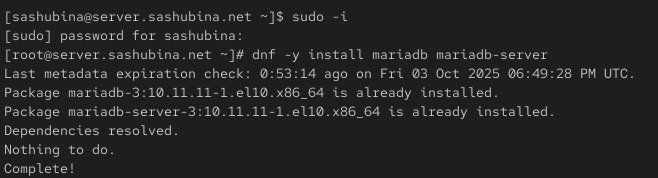 [sashubina@server.sashubina.net ~]$ sudo -i
[sudo] password for sashubina:
[root@server.sashubina.net ~]# dnf -y install mariadb mariadb-server
Last metadata expiration check: 0:53:14 ago on Fri 03 Oct 2025 06:49:28 PM UTC.
Package mariadb-3:10.11.11-1.el10.x86_64 is already installed.
Package mariadb-server-3:10.11.11-1.el10.x86_64 is already installed.
Dependencies resolved.
Nothing to do.
Complete!